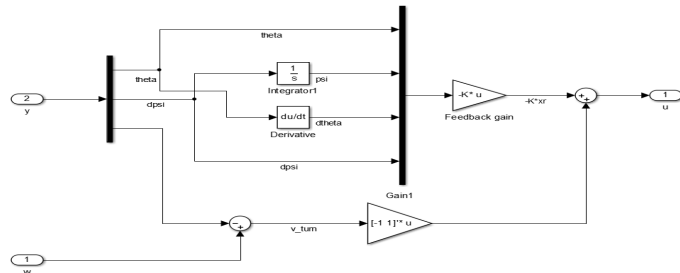 theta
theta
1
s
psi
Integrator1
2
y
dpsi
du/dt
dtheta
Derivative
dpsi
-K* u
Feedback gain
-K*xr
+
+
1
u
Gain1
−
+
v_turn
[-1 1]'* u
1
w